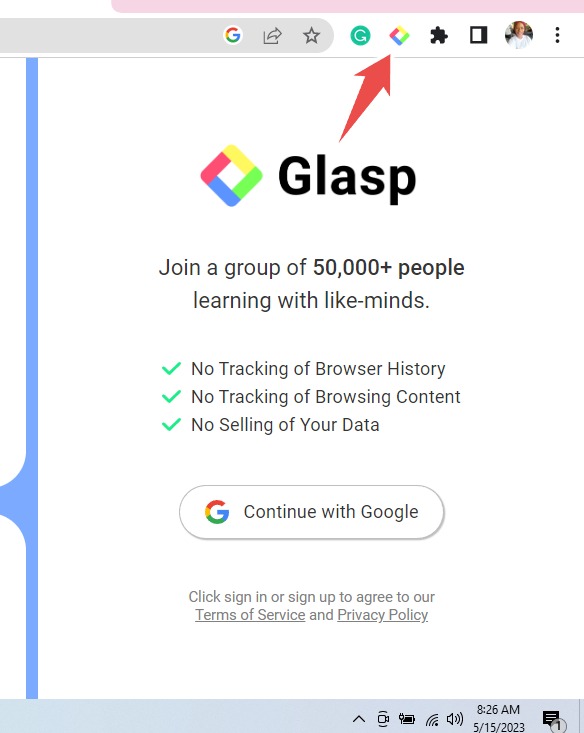 Glasp
Join a group of 50,000+ people
learning with like-minds.
No Tracking of Browser History
No Tracking of Browsing Content
No Selling of Your Data
Continue with Google
Click sign in or sign up to agree to our
Terms of Service and Privacy Policy
8:26 AM
5/15/2023
1